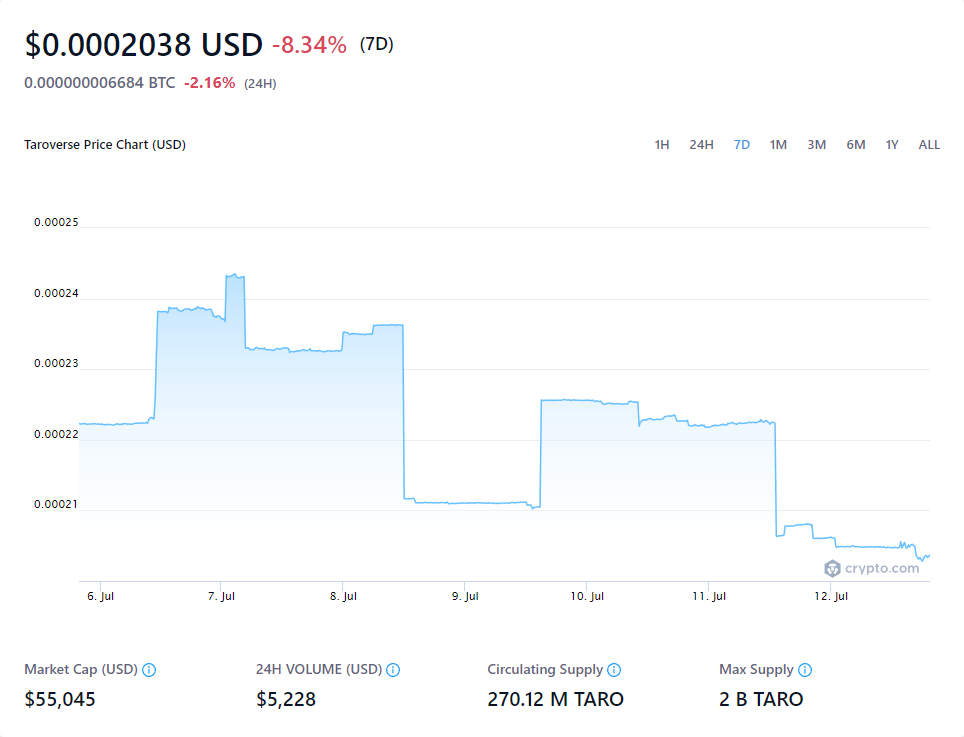 $0.0002038 USD -8.34% (7D)
0.000000006684 BTC -2.16% (24H)
Taroverse Price Chart (USD) 1H 24H 7D 1M 3M 6M 1Y ALL
0.00025
0.00024
0.00023
0.00022
0.00021
crypto.com
6. Jul 7. Jul 8. Jul 9. Jul 10. Jul 11. Jul 12. Jul
Market Cap (USD) 24H VOLUME (USD) Circulating Supply Max Supply
$55,045 $5,228 270.12 M TARO 2 B TARO